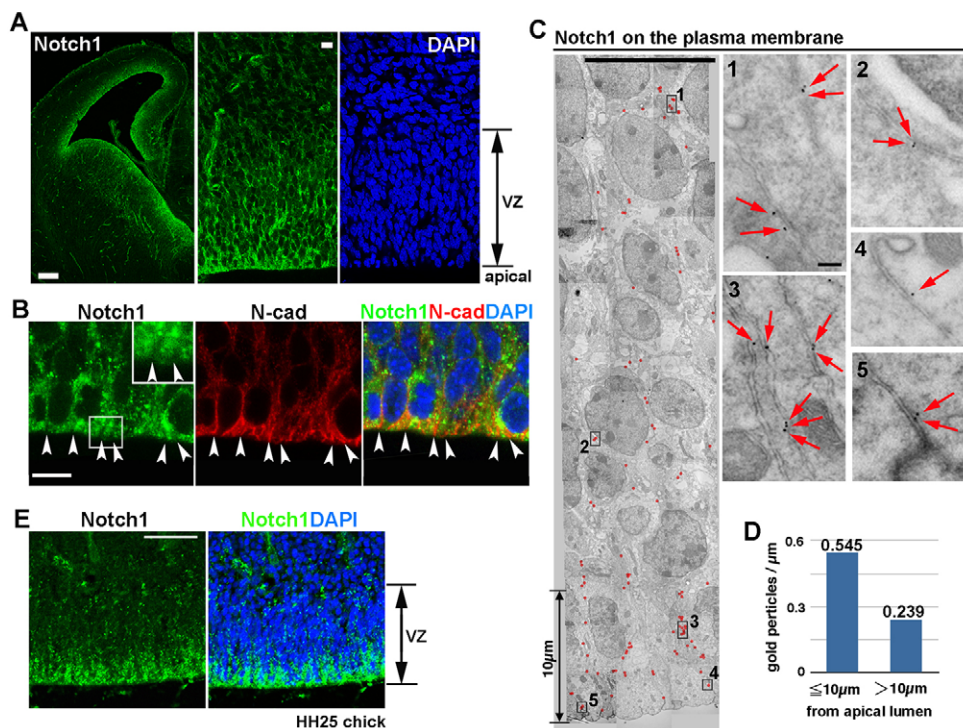 A
Notch1
DAPI
VZ
apical
B
Notch1
N-cad
Notch1N-cadDAPI
C
Notch1 on the plasma membrane
1
2
3
10µm
5
4
1
2
3
4
5
D
gold perticles / µm
0.6
0.3
0
0.545
0.239
≦10µm
>10µm
from apical lumen
E
Notch1
Notch1DAPI
VZ
HH25 chick